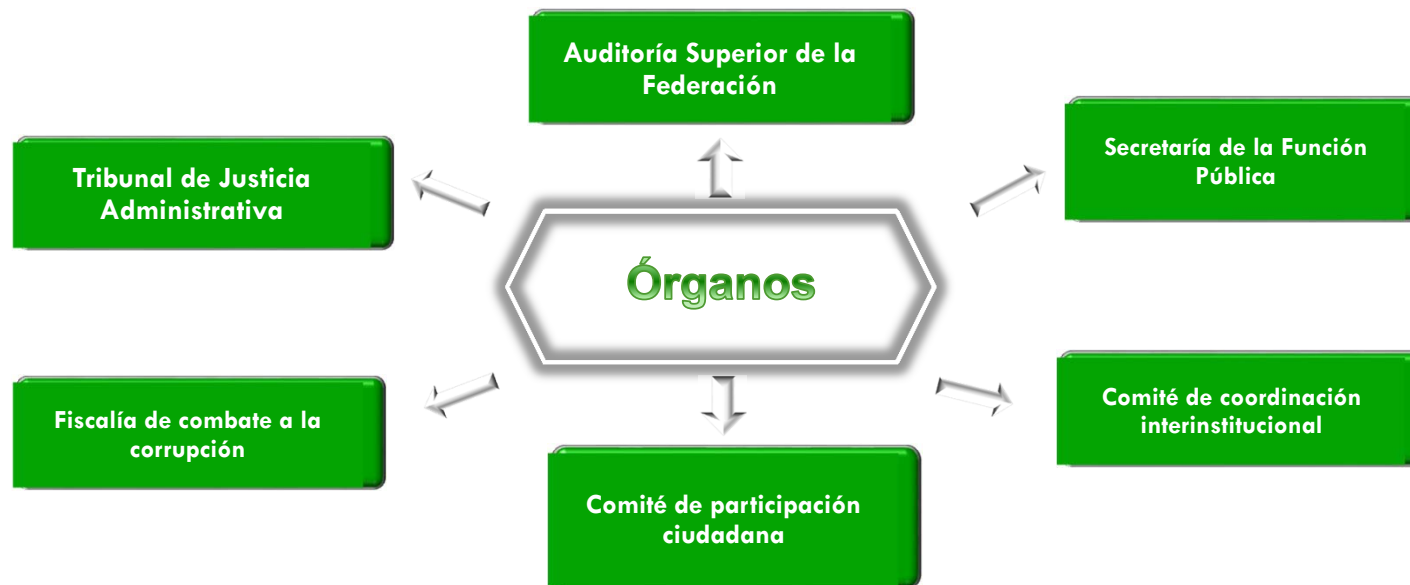 Auditoría Superior de la
Federación
Secretaría de la Función
Pública
Tribunal de Justicia
Administrativa
Órganos
Comité de coordinación
interinstitucional
Fiscalía de combate a la
corrupción
Comité de participación
ciudadana